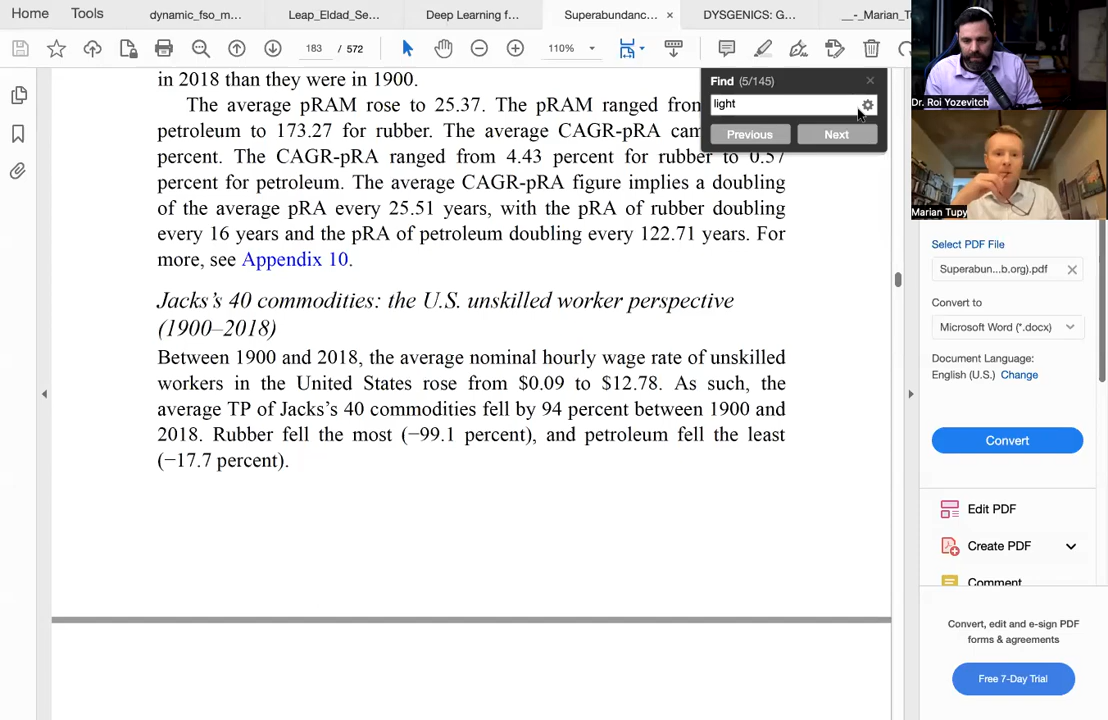 Home Tools dynamic_fso_m... Leap_Eldad_Se... Deep Learning f... Superabundanc... × DYSGENICS: G... __-_Marian_T
183 / 572 110%
in 2018 than they were in 1900.
The average pRAM rose to 25.37. The pRAM ranged from
petroleum to 173.27 for rubber. The average CAGR-pRA
percent. The CAGR-pRA ranged from 4.43 percent for rubber to 0.57
percent for petroleum. The average CAGR-pRA figure implies a doubling
of the average pRA every 25.51 years, with the pRA of rubber doubling
every 16 years and the pRA of petroleum doubling every 122.71 years. For
more, see Appendix 10.
Jacks's 40 commodities: the U.S. unskilled worker perspective
(1900–2018)
Between 1900 and 2018, the average nominal hourly wage rate of unskilled
workers in the United States rose from $0.09 to $12.78. As such, the
average TP of Jacks's 40 commodities fell by 94 percent between 1900 and
2018. Rubber fell the most (−99.1 percent), and petroleum fell the least
(−17.7 percent).
Find (5/145) ×
light
Previous Next
Dr. Roi Yozevitch
Marian Tupy
Select PDF File
Superabun...b.org).pdf ×
Convert to
Microsoft Word (*.docx)
Document Language:
English (U.S.) Change
Convert
Edit PDF
Create PDF
Comment
Convert, edit and e-sign PDF
forms & agreements
Free 7-Day Trial